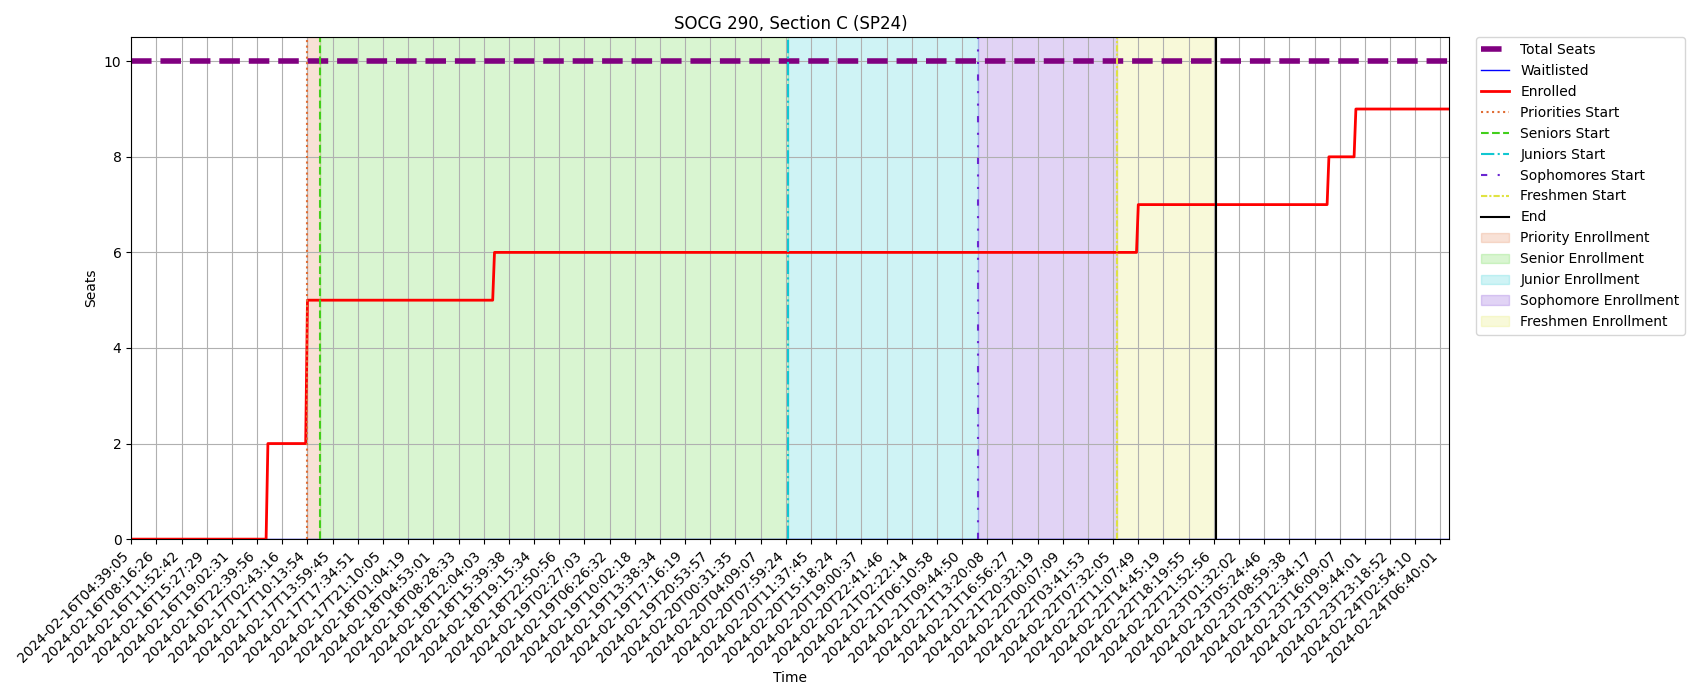 SOCG 290, Section C (SP24)
Seats
10
8
6
4
2
0
2024-02-16T04:39:05
2024-02-16T08:16:26
2024-02-16T11:52:42
2024-02-16T15:27:29
2024-02-16T19:02:31
2024-02-16T22:39:56
2024-02-17T02:43:16
2024-02-17T10:13:54
2024-02-17T13:59:45
2024-02-17T17:34:51
2024-02-17T21:10:05
2024-02-18T01:04:19
2024-02-18T04:53:01
2024-02-18T08:28:33
2024-02-18T12:04:03
2024-02-18T15:39:38
2024-02-18T19:15:34
2024-02-18T22:50:56
2024-02-19T02:27:03
2024-02-19T06:26:32
2024-02-19T10:02:18
2024-02-19T13:38:34
2024-02-19T17:16:19
2024-02-19T20:53:57
2024-02-20T00:31:35
2024-02-20T04:09:07
2024-02-20T07:59:24
2024-02-20T11:37:45
2024-02-20T15:18:24
2024-02-20T19:00:37
2024-02-20T22:41:46
2024-02-21T02:22:14
2024-02-21T06:10:58
2024-02-21T09:44:50
2024-02-21T13:20:08
2024-02-21T16:56:27
2024-02-21T20:32:19
2024-02-22T00:07:09
2024-02-22T03:41:53
2024-02-22T07:32:05
2024-02-22T11:07:49
2024-02-22T14:45:19
2024-02-22T18:19:55
2024-02-22T21:52:56
2024-02-23T01:32:02
2024-02-23T05:24:46
2024-02-23T08:59:38
2024-02-23T12:34:17
2024-02-23T16:09:07
2024-02-23T19:44:01
2024-02-23T23:18:52
2024-02-24T02:54:10
2024-02-24T06:40:01
Time
Total Seats
Waitlisted
Enrolled
Priorities Start
Seniors Start
Juniors Start
Sophomores Start
Freshmen Start
End
Priority Enrollment
Senior Enrollment
Junior Enrollment
Sophomore Enrollment
Freshmen Enrollment